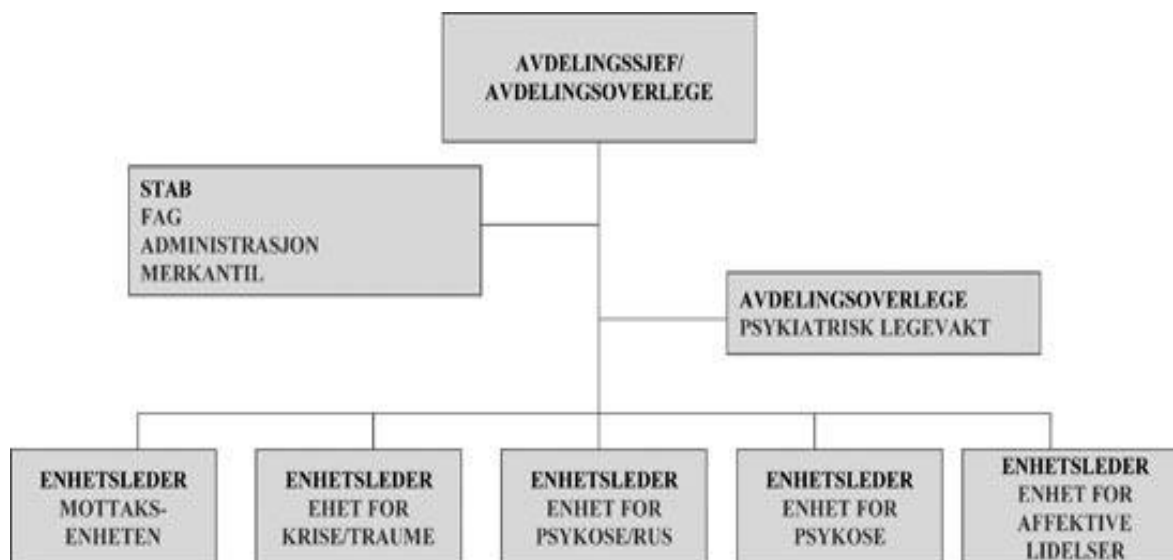 AVDELINGSSJEF/
AVDELINGSOVERLEGE
STAB
FAG
ADMINISTRASJON
MERKANTIL
AVDELINGSOVERLEGE
PSYKIATRISK LEGEVAKT
ENHETSLEDER
MOTTAKS-
ENHETEN
ENHETSLEDER
EHET FOR
KRISE/TRAUME
ENHETSLEDER
ENHET FOR
PSYKOSE/RUS
ENHETSLEDER
ENHET FOR
PSYKOSE
ENHETSLEDER
ENHET FOR
AFFEKTIVE
LIDELSER